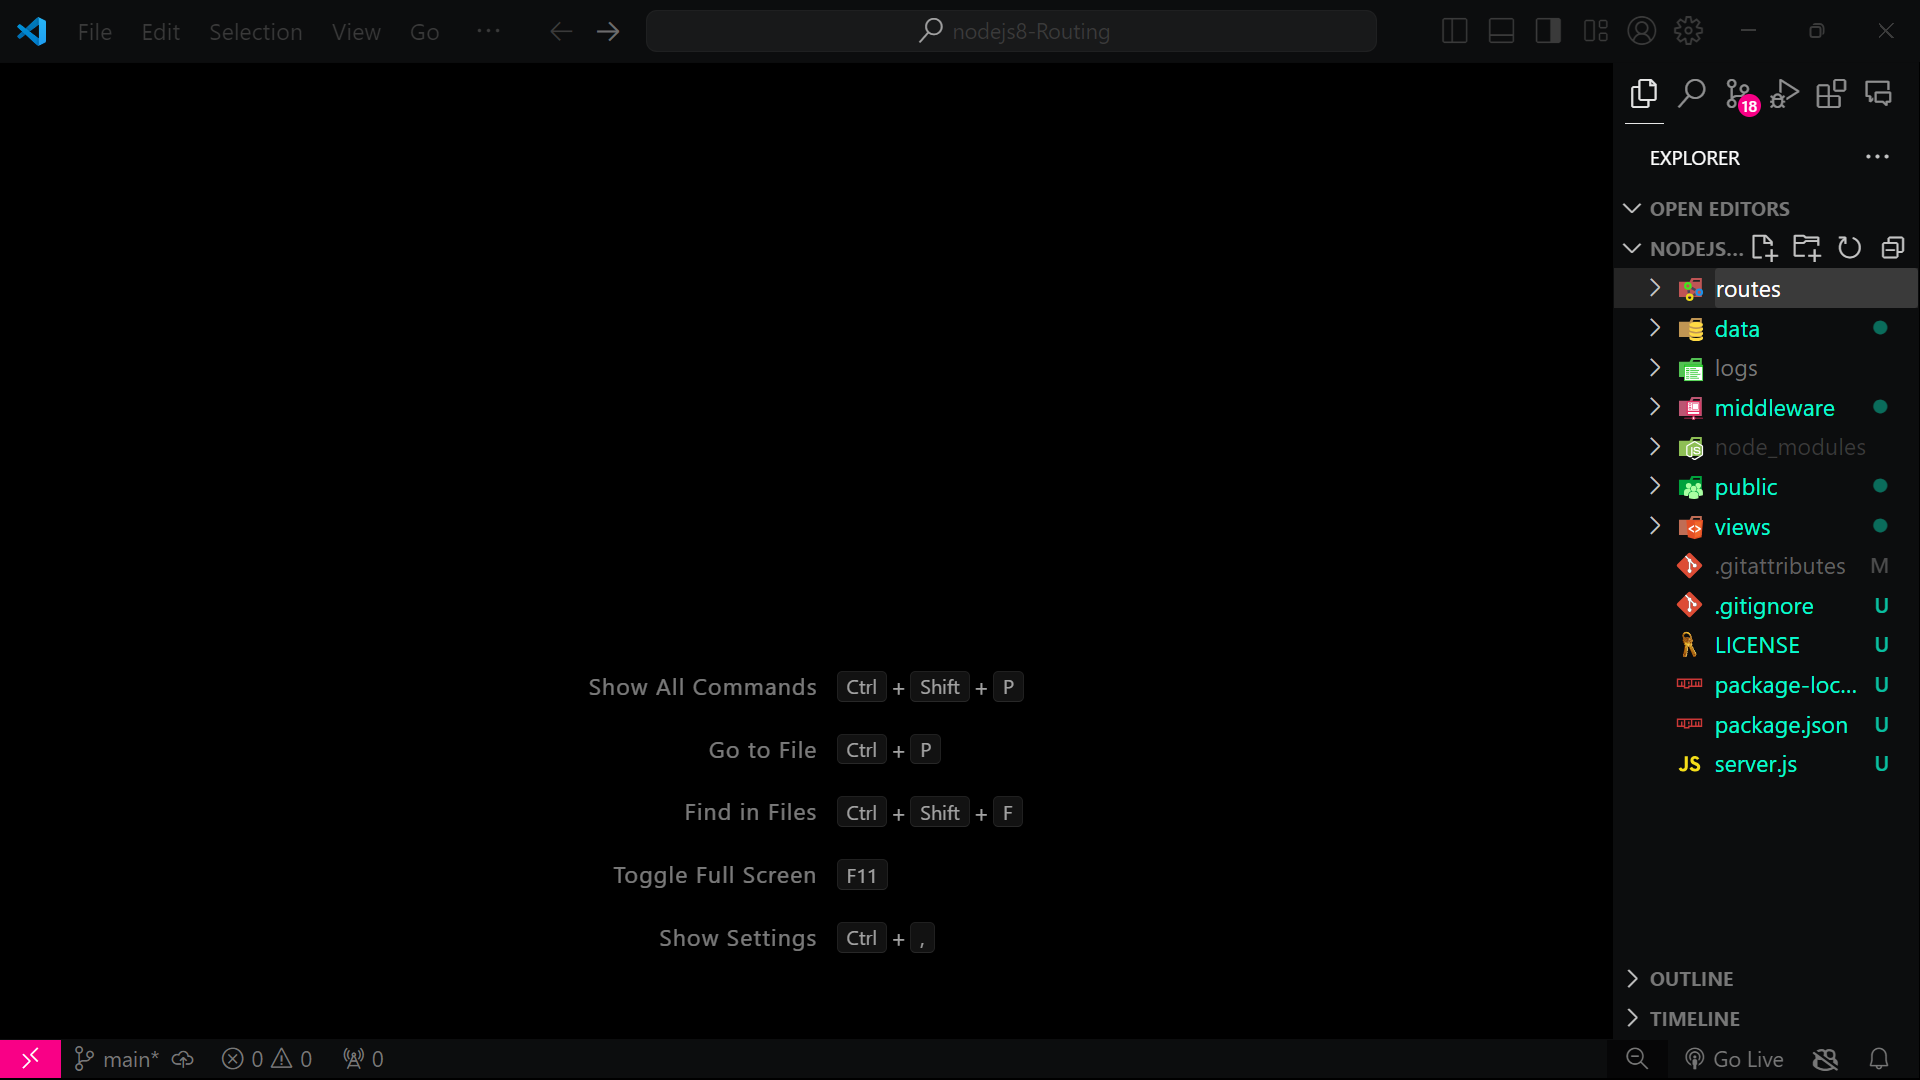 File Edit Selection View Go ··· nodejs8-Routing
18
EXPLORER ···
OPEN EDITORS
NODEJS...
routes
data
logs
middleware
node_modules
public
views
.gitattributes M
.gitignore U
LICENSE U
package-loc... U
package.json U
JS server.js U
Show All Commands Ctrl + Shift + P
Go to File Ctrl + P
Find in Files Ctrl + Shift + F
Toggle Full Screen F11
Show Settings Ctrl + ,
OUTLINE
TIMELINE
main* 0 0 0 Go Live